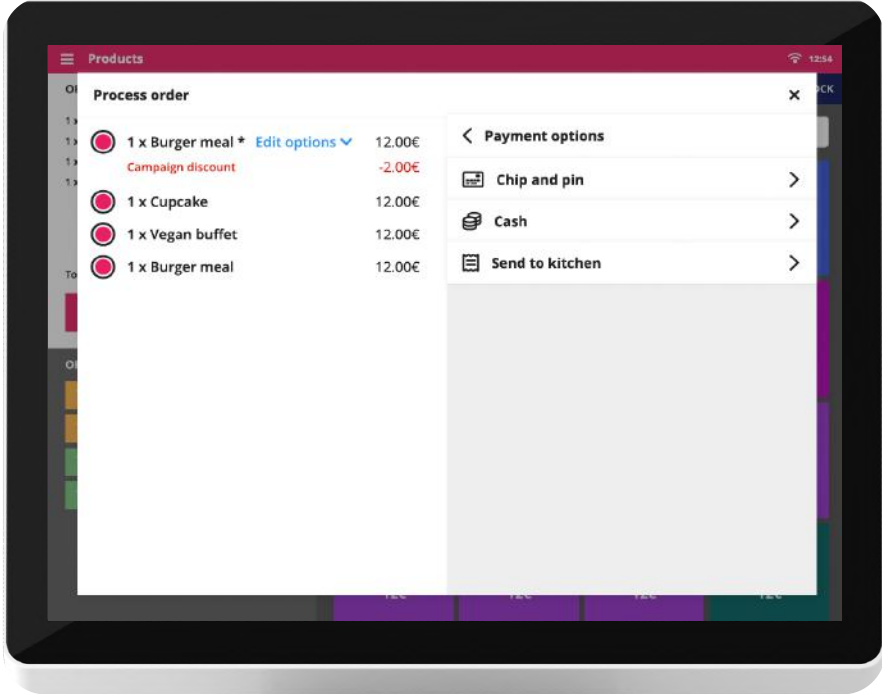 Products 12:54
Process order
1 x Burger meal * Edit options 12.00€
Campaign discount -2.00€
1 x Cupcake 12.00€
1 x Vegan buffet 12.00€
1 x Burger meal 12.00€
Payment options
Chip and pin
Cash
Send to kitchen